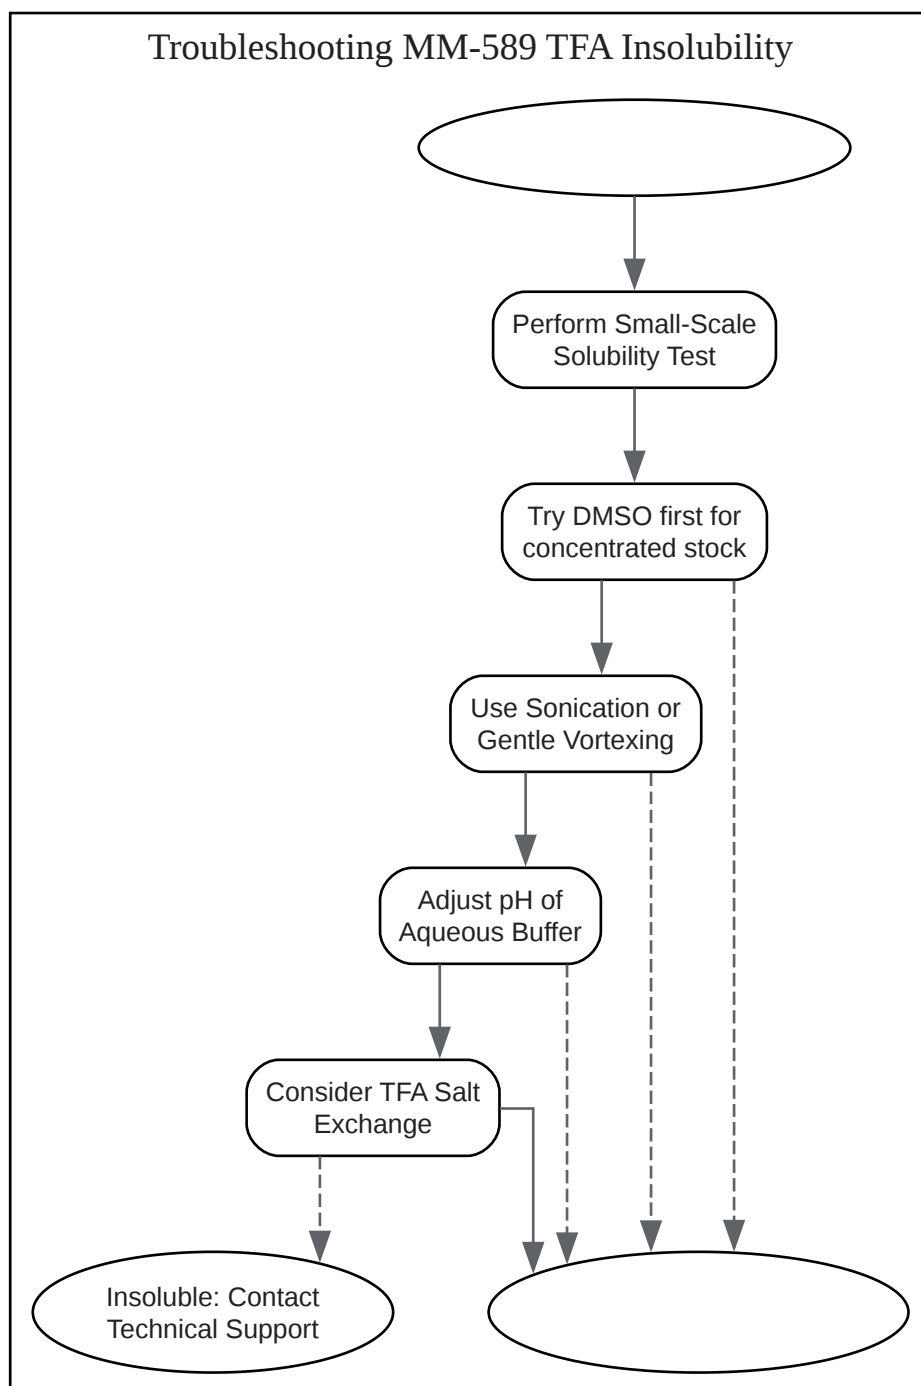 Troubleshooting MM-589 TFA Insolubility
Perform Small-Scale
Solubility Test
Try DMSO first for
concentrated stock
Use Sonication or
Gentle Vortexing
Adjust pH of
Aqueous Buffer
Consider TFA Salt
Exchange
Insoluble: Contact
Technical Support